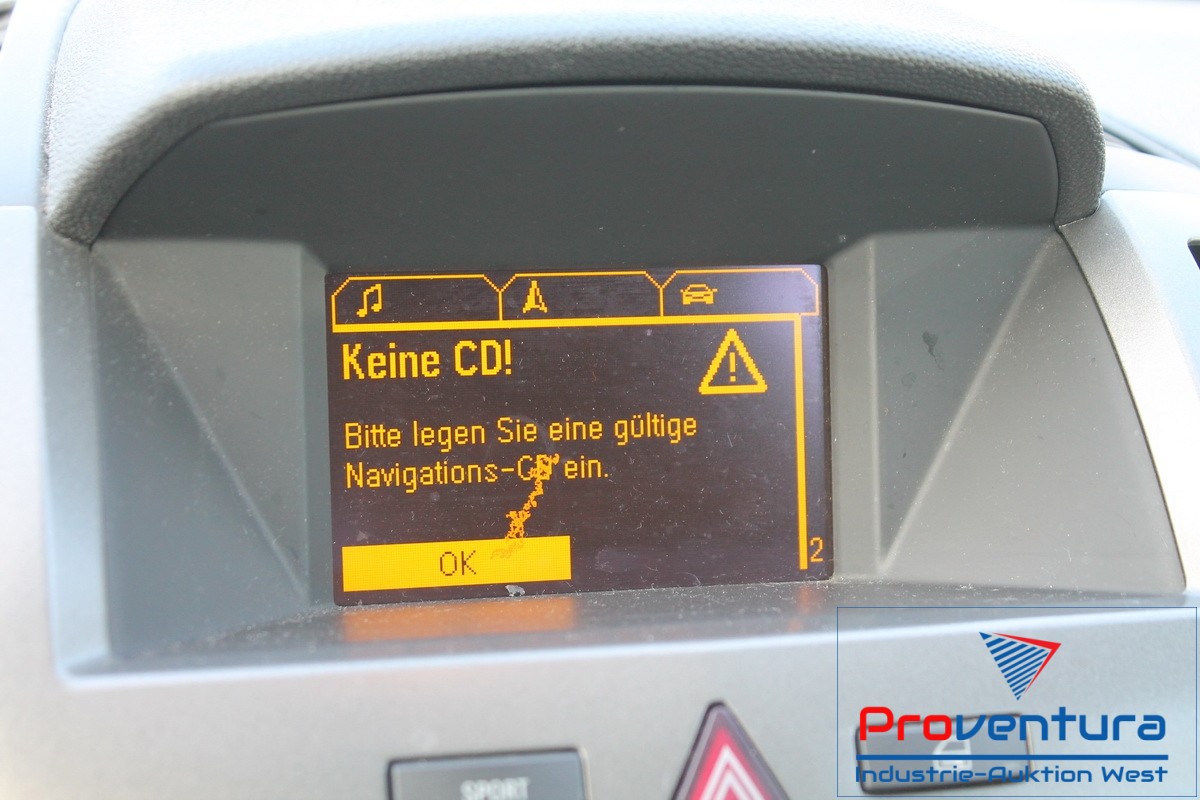 Keine CD!
Bitte legen Sie eine gültige
Navigations-CD ein.
OK
2
SPORT
Proventura
Industrie-Auktion West